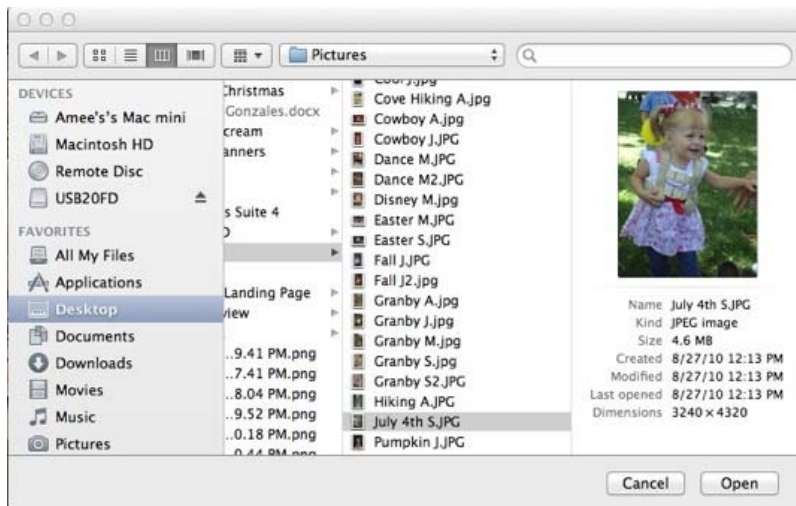 Pictures
DEVICES
Amee's's Mac mini
Macintosh HD
Remote Disc
USB20FD
FAVORITES
All My Files
Applications
Desktop
Documents
Downloads
Movies
Music
Pictures
Christmas
Gonzales.docx
cream
anners
s Suite 4
Landing Page
view
..9.41 PM.png
..7.41 PM.png
..8.04 PM.png
..9.52 PM.png
..0.18 PM.png
..0.44 PM.png
Cove Hiking A.jpg
Cowboy A.jpg
Cowboy J.JPG
Dance M.JPG
Dance M2.JPG
Disney M.jpg
Easter M.JPG
Easter S.JPG
Fall J.JPG
Fall J2.jpg
Granby A.jpg
Granby J.jpg
Granby M.jpg
Granby S.jpg
Granby S2.JPG
Hiking A.JPG
July 4th S.JPG
Pumpkin J.JPG
Name July 4th S.JPG
Kind JPEG image
Size 4.6 MB
Created 8/27/10 12:13 PM
Modified 8/27/10 12:13 PM
Last opened 8/27/10 12:13 PM
Dimensions 3240 × 4320
Cancel
Open